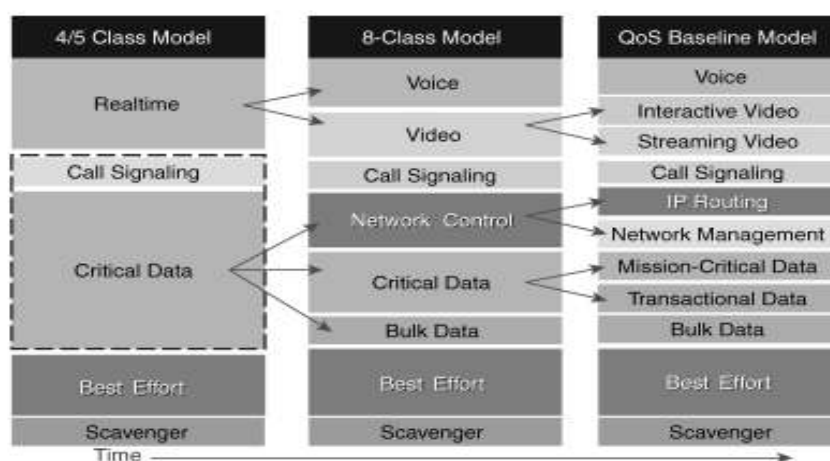 4/5 Class Model
Realtime
Call Signaling
Critical Data
Best Effort
Scavenger
8-Class Model
Voice
Video
Call Signaling
Network Control
Critical Data
Bulk Data
Best Effort
Scavenger
QoS Baseline Model
Voice
Interactive Video
Streaming Video
Call Signaling
IP Routing
Network Management
Mission-Critical Data
Transactional Data
Bulk Data
Best Effort
Scavenger
Time